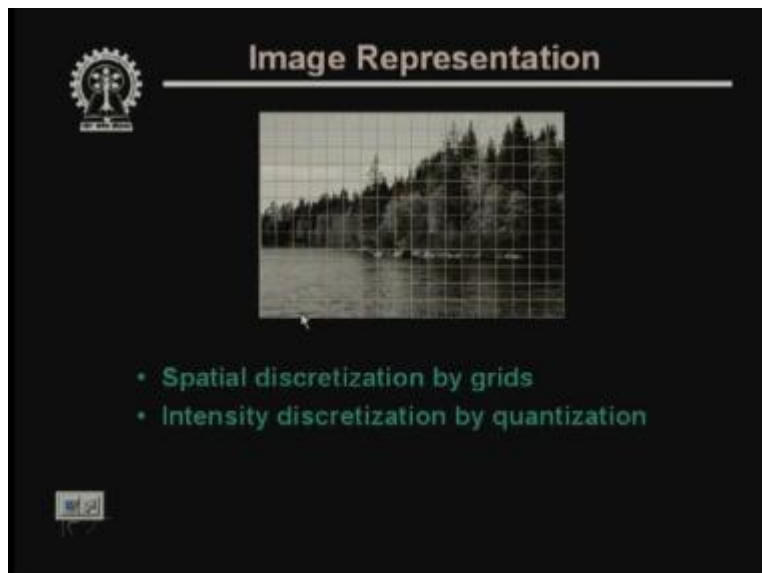 Image Representation
• Spatial discretization by grids
• Intensity discretization by quantization